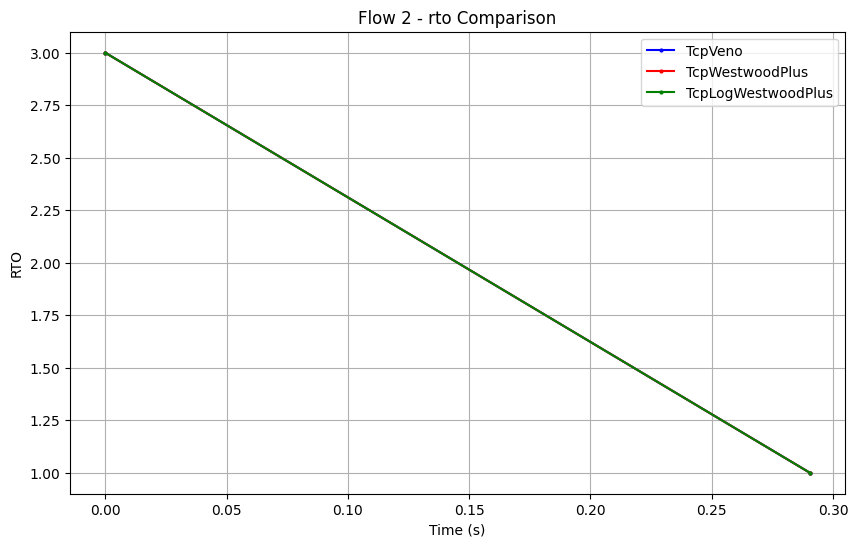 Flow 2 - rto Comparison
TcpVeno
TcpWestwoodPlus
TcpLogWestwoodPlus
3.00
2.75
2.50
2.25
2.00
1.75
1.50
1.25
1.00
RTO
0.00 0.05 0.10 0.15 0.20 0.25 0.30
Time (s)